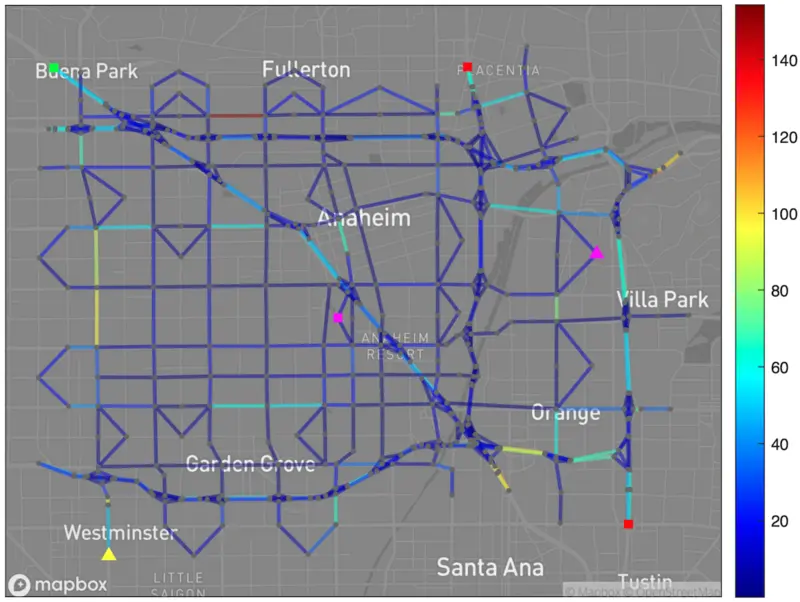 Buena Park
Fullerton
PLACENTIA
140
120
Anaheim
100
Villa Park
80
ANAHEIM
RESORT
60
Orange
40
Garden Grove
Westminster
20
Santa Ana
mapbox
LITTLE
SAIGON
Tustin
© Mapbox © OpenStreetMap